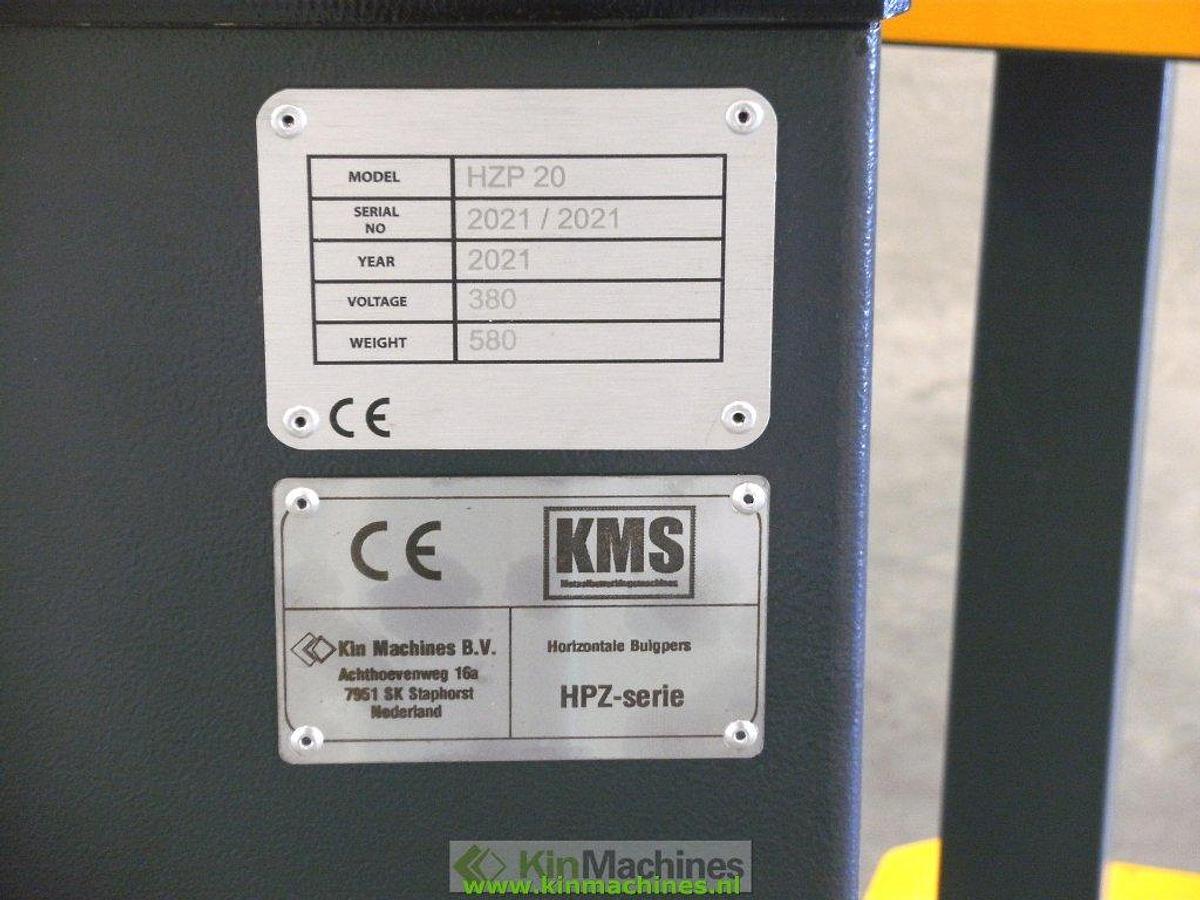 MODEL HZP 20
SERIAL NO 2021 / 2021
YEAR 2021
VOLTAGE 380
WEIGHT 580
CE
CE
KMS
Metaalbewerkingsmachines
Kin Machines B.V.
Achthoevenweg 16a
7951 SK Staphorst
Nederland
Horizontale Buigpers
HPZ-serie
KinMachines
www.kinmachines.nl